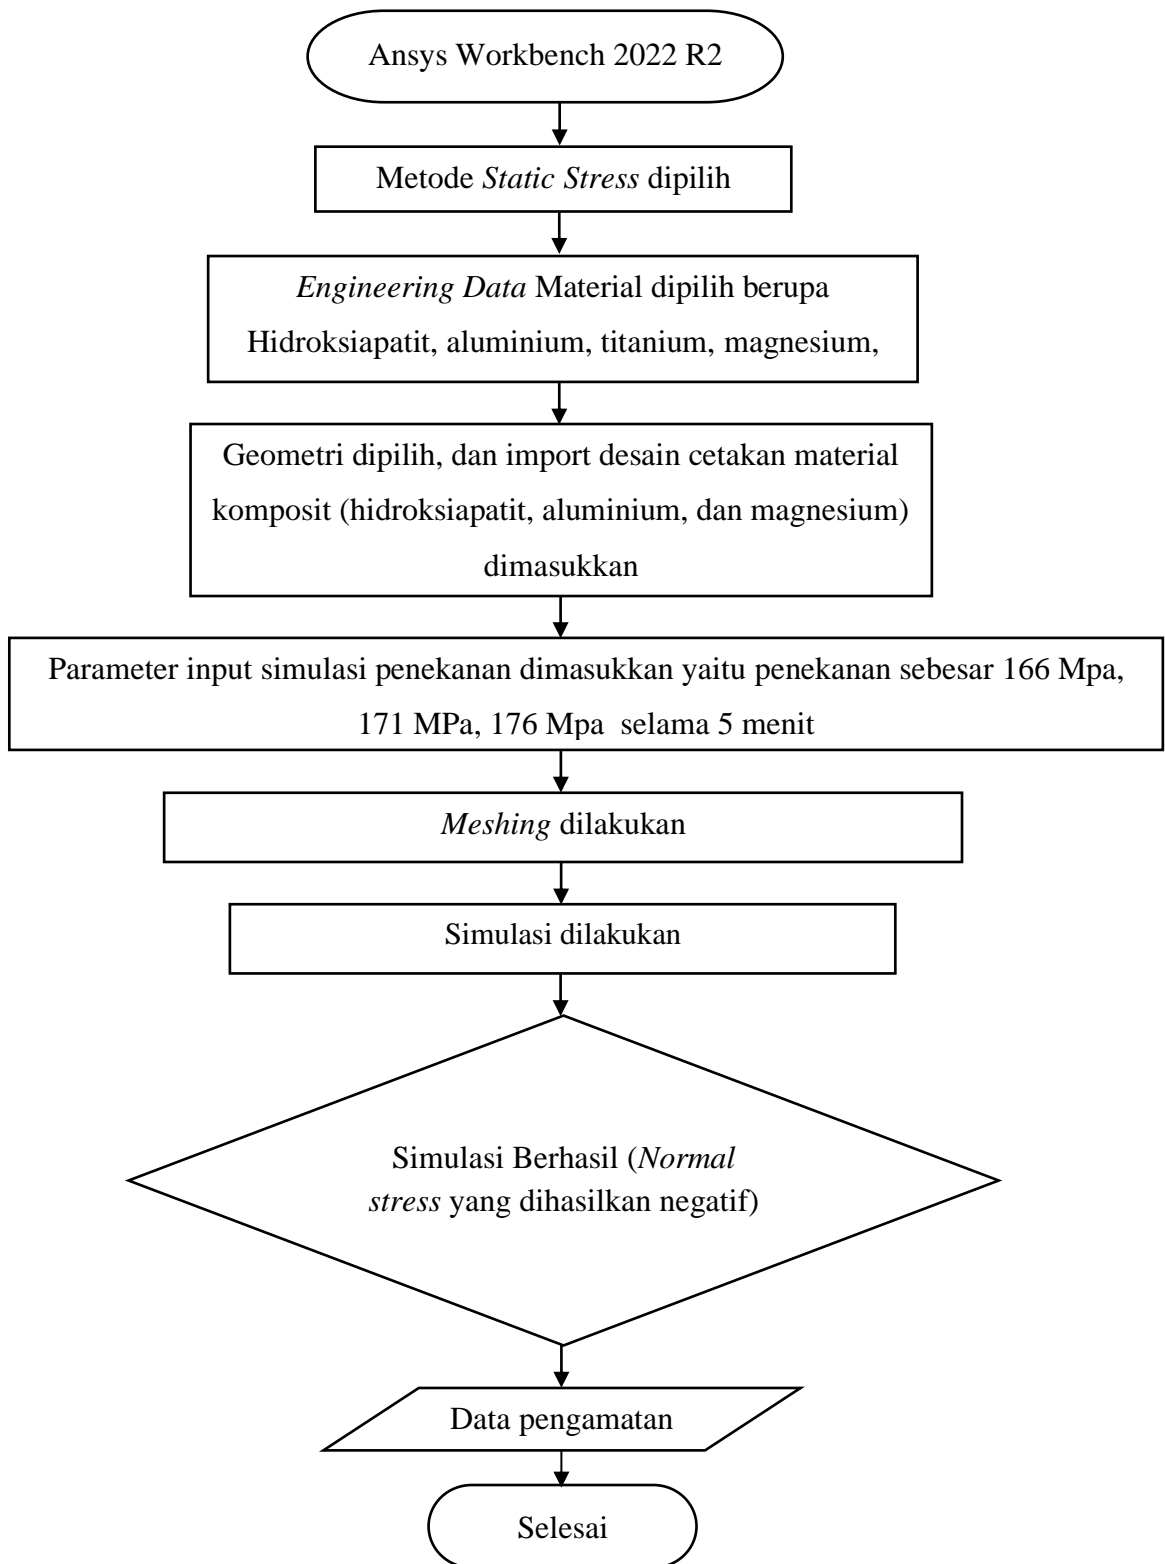 Ansys Workbench 2022 R2
Metode Static Stress dipilih
Engineering Data Material dipilih berupa
Hidroksiapatit, aluminium, titanium, magnesium,
Geometri dipilih, dan import desain cetakan material
komposit (hidroksiapatit, aluminium, dan magnesium)
dimasukkan
Parameter input simulasi penekanan dimasukkan yaitu penekanan sebesar 166 Mpa,
171 MPa, 176 Mpa selama 5 menit
Meshing dilakukan
Simulasi dilakukan
Simulasi Berhasil (Normal
stress yang dihasilkan negatif)
Data pengamatan
Selesai